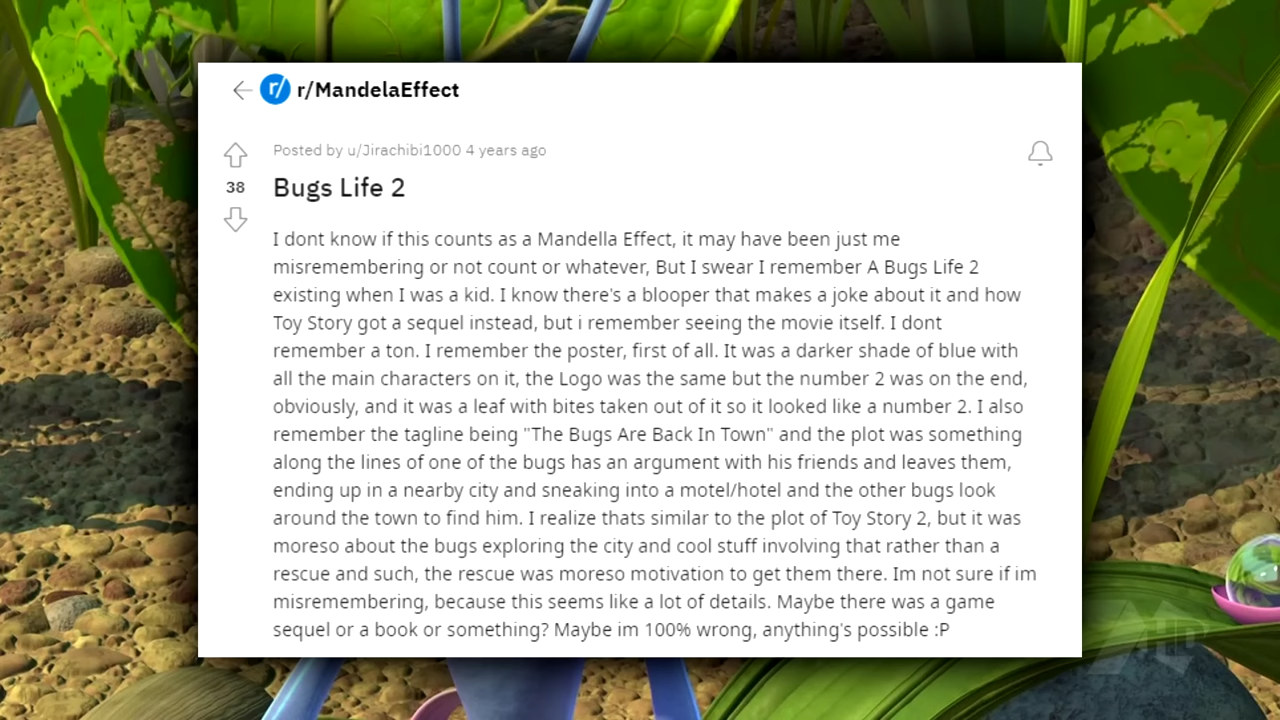 r/ r/MandelaEffect
Posted by u/Jirachibi1000 4 years ago
38
Bugs Life 2
I dont know if this counts as a Mandella Effect, it may have been just me
misremembering or not count or whatever, But I swear I remember A Bugs Life 2
existing when I was a kid. I know there's a blooper that makes a joke about it and how
Toy Story got a sequel instead, but i remember seeing the movie itself. I dont
remember a ton. I remember the poster, first of all. It was a darker shade of blue with
all the main characters on it, the Logo was the same but the number 2 was on the end,
obviously, and it was a leaf with bites taken out of it so it looked like a number 2. I also
remember the tagline being "The Bugs Are Back In Town" and the plot was something
along the lines of one of the bugs has an argument with his friends and leaves them,
ending up in a nearby city and sneaking into a motel/hotel and the other bugs look
around the town to find him. I realize thats similar to the plot of Toy Story 2, but it was
moreso about the bugs exploring the city and cool stuff involving that rather than a
rescue and such, the rescue was moreso motivation to get them there. Im not sure if im
misremembering, because this seems like a lot of details. Maybe there was a game
sequel or a book or something? Maybe im 100% wrong, anything's possible :P
HD